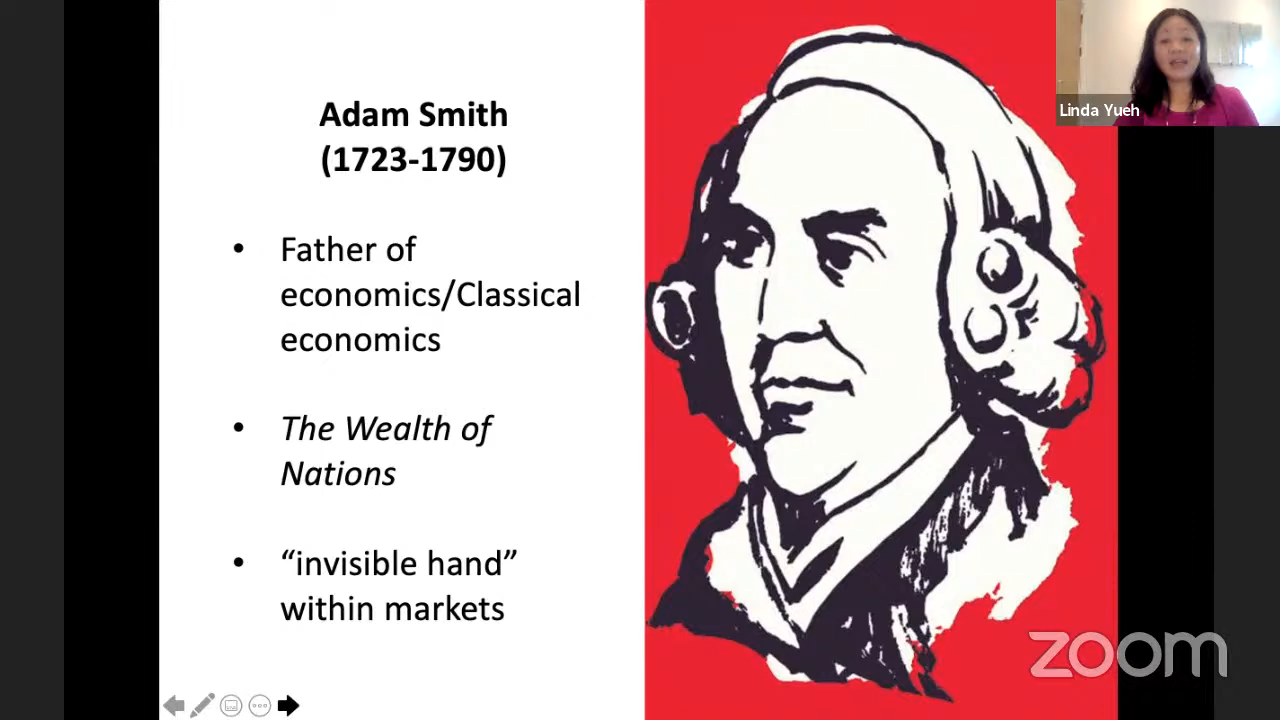 Adam Smith
(1723-1790)
• Father of
economics/Classical
economics
• The Wealth of
Nations
• “invisible hand”
within markets
Linda Yueh
zoom